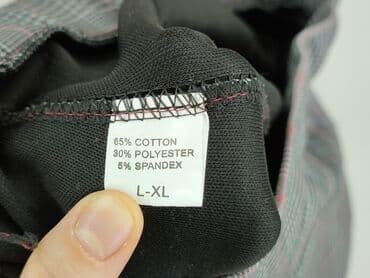 65% COTTON
30% POLYESTER
5% SPANDEX
L-XL